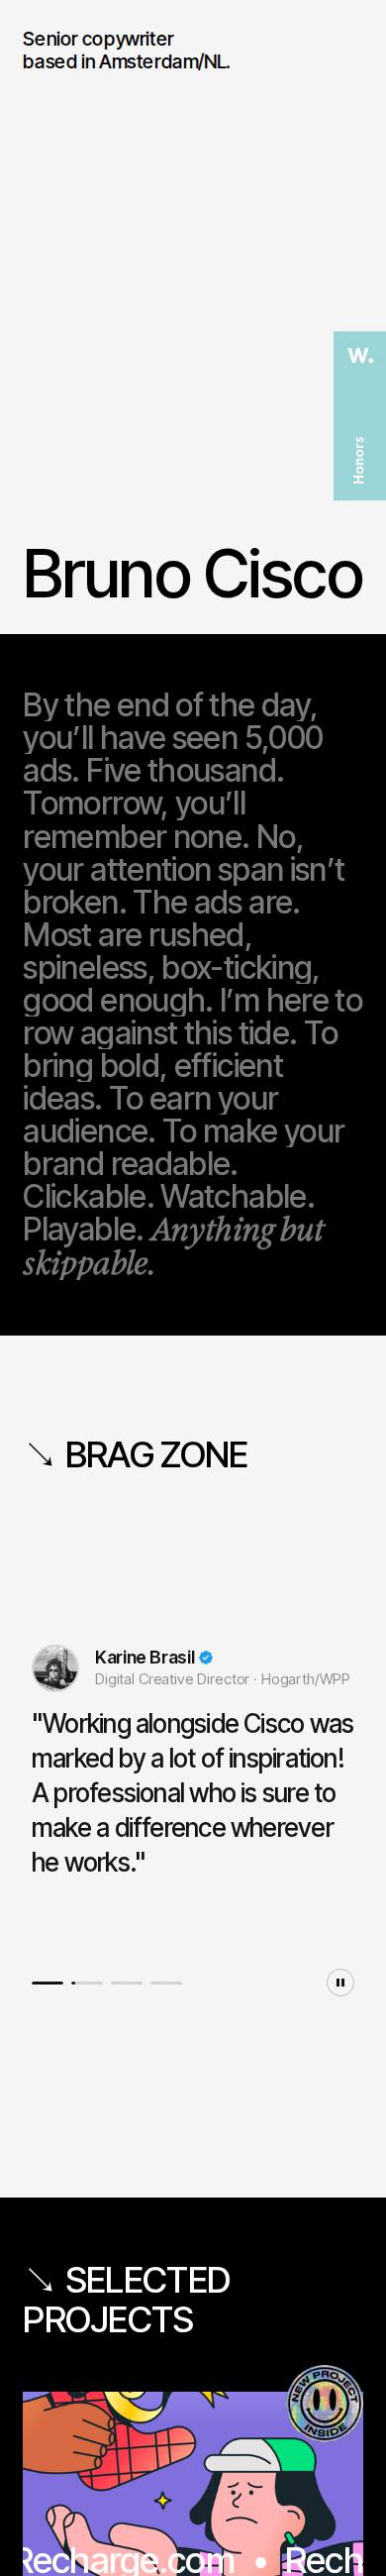 Senior copywriter
based in Amsterdam/NL.
W.
Honors
Bruno Cisco
By the end of the day,
you’ll have seen 5,000
ads. Five thousand.
Tomorrow, you’ll
remember none. No,
your attention span isn’t
broken. The ads are.
Most are rushed,
spineless, box-ticking,
good enough. I’m here to
row against this tide. To
bring bold, efficient
ideas. To earn your
audience. To make your
brand readable.
Clickable. Watchable.
Playable. Anything but
skippable.
↘ BRAG ZONE
Karine Brasil
Digital Creative Director · Hogarth/WPP
"Working alongside Cisco was
marked by a lot of inspiration!
A professional who is sure to
make a difference wherever
he works."
↘ SELECTED
PROJECTS
NEW PROJECT
INSIDE
Recharge.com • Rech